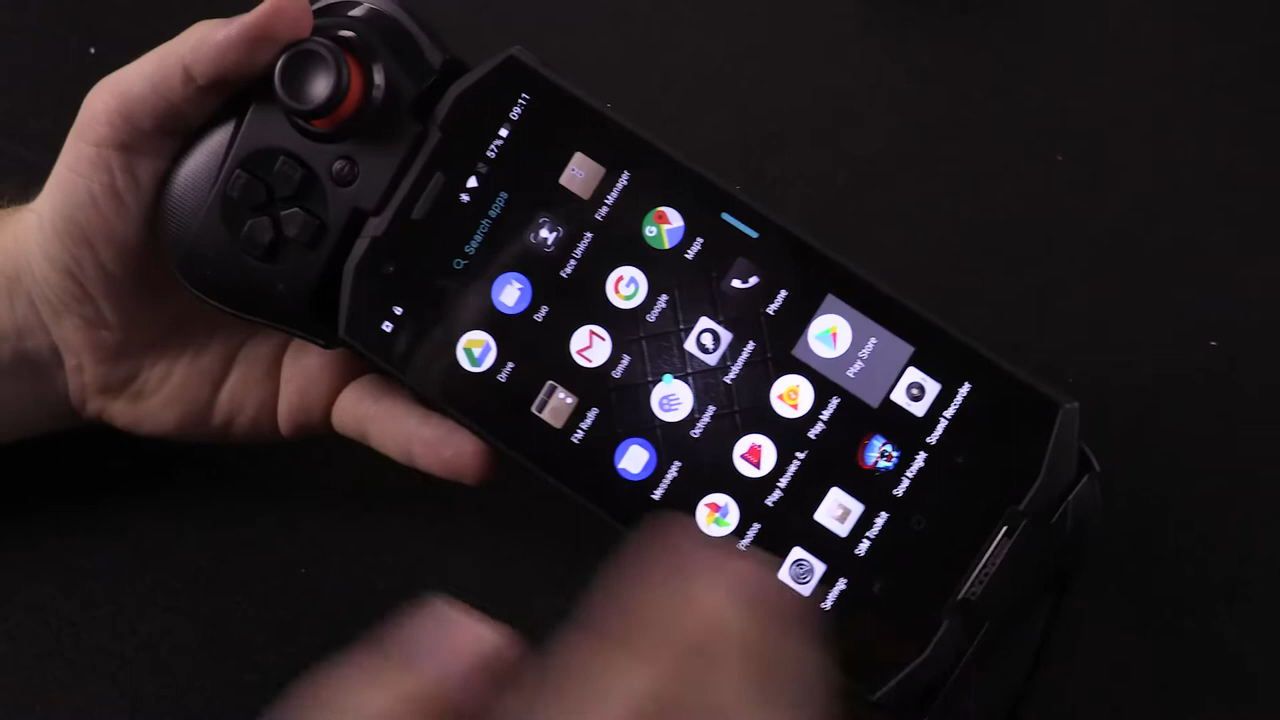 57% 09:11
Search apps
Drive Duo Face Unlock File Manager
FM Radio Gmail Google Maps
Messages Octopus Pedometer Phone
Photos Play Movies &.. Play Music Play Store
Settings SIM Toolkit Soul Knight Sound Recorder